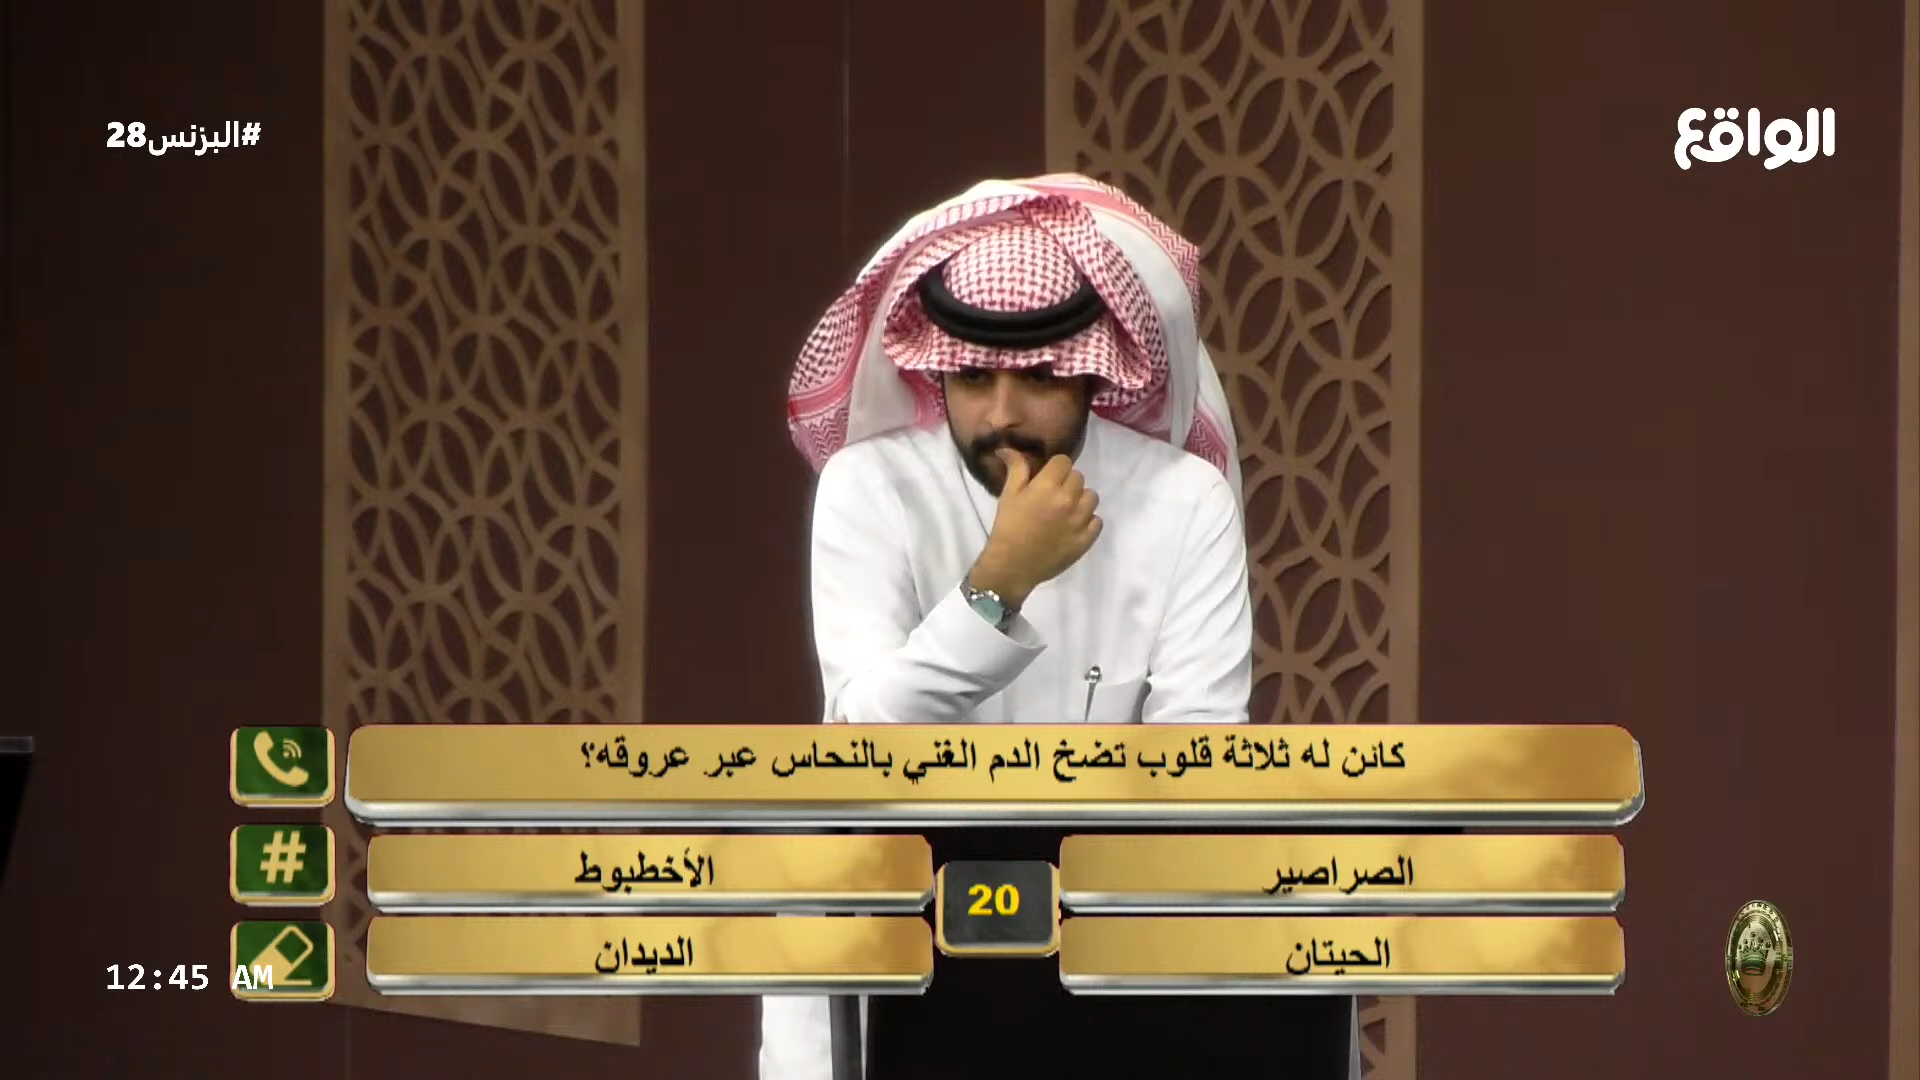 #البزنس28
الواقع
كائن له ثلاثة قلوب تضخ الدم الغني بالنحاس عبر عروقه؟
الصراصير
الأخطبوط
20
الحيتان
الديدان
#
12:45 AM